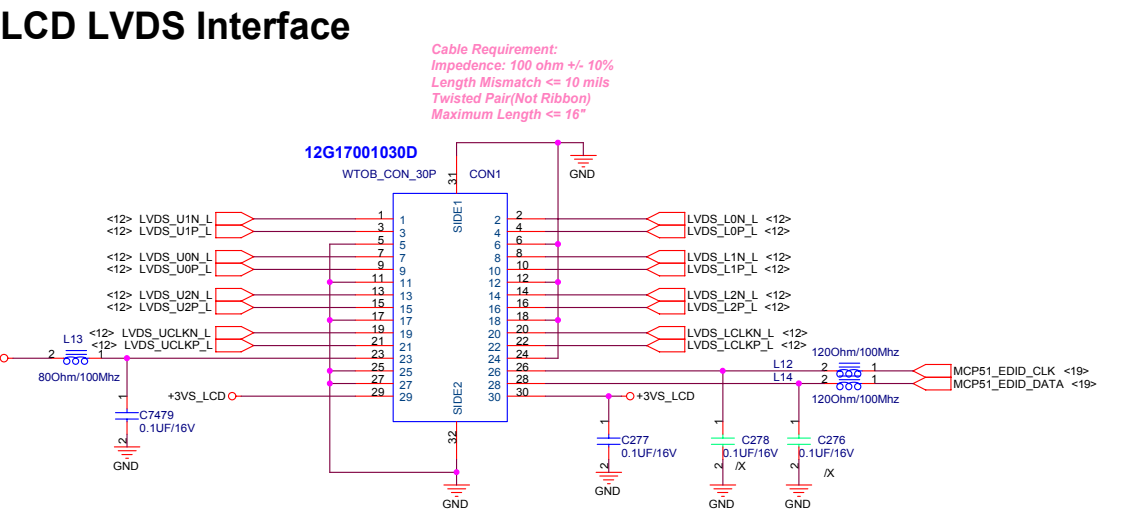 LCD LVDS Interface
Cable Requirement:
Impedence: 100 ohm +/- 10%
Length Mismatch <= 10 mils
Twisted Pair(Not Ribbon)
Maximum Length <= 16"
12G17001030D
WTOB_CON_30P
CON1
31
GND
SIDE1
<12> LVDS_U1N_L 1 1 2 2 LVDS_L0N_L <12>
<12> LVDS_U1P_L 3 3 4 4 LVDS_L0P_L <12>
5 5 6 6
<12> LVDS_U0N_L 7 7 8 8 LVDS_L1N_L <12>
<12> LVDS_U0P_L 9 9 10 10 LVDS_L1P_L <12>
11 11 12 12
<12> LVDS_U2N_L 13 13 14 14 LVDS_L2N_L <12>
<12> LVDS_U2P_L 15 15 16 16 LVDS_L2P_L <12>
17 17 18 18
<12> LVDS_UCLKN_L 19 19 20 20 LVDS_LCLKN_L <12>
<12> LVDS_UCLKP_L 21 21 22 22 LVDS_LCLKP_L <12>
L13
2 1 23 23 24 24
80Ohm/100Mhz
120Ohm/100Mhz
25 25 26 26 L12 2 1 MCP51_EDID_CLK <19>
27 27 28 28 L14 2 1 MCP51_EDID_DATA <19>
120Ohm/100Mhz
+3VS_LCD 29 29 30 30 +3VS_LCD
SIDE2
32
GND
1
C7479
0.1UF/16V
2
GND
1
C277
0.1UF/16V
2
GND
1
C278
0.1UF/16V
/X
2
GND
1
C276
0.1UF/16V
/X
2
GND